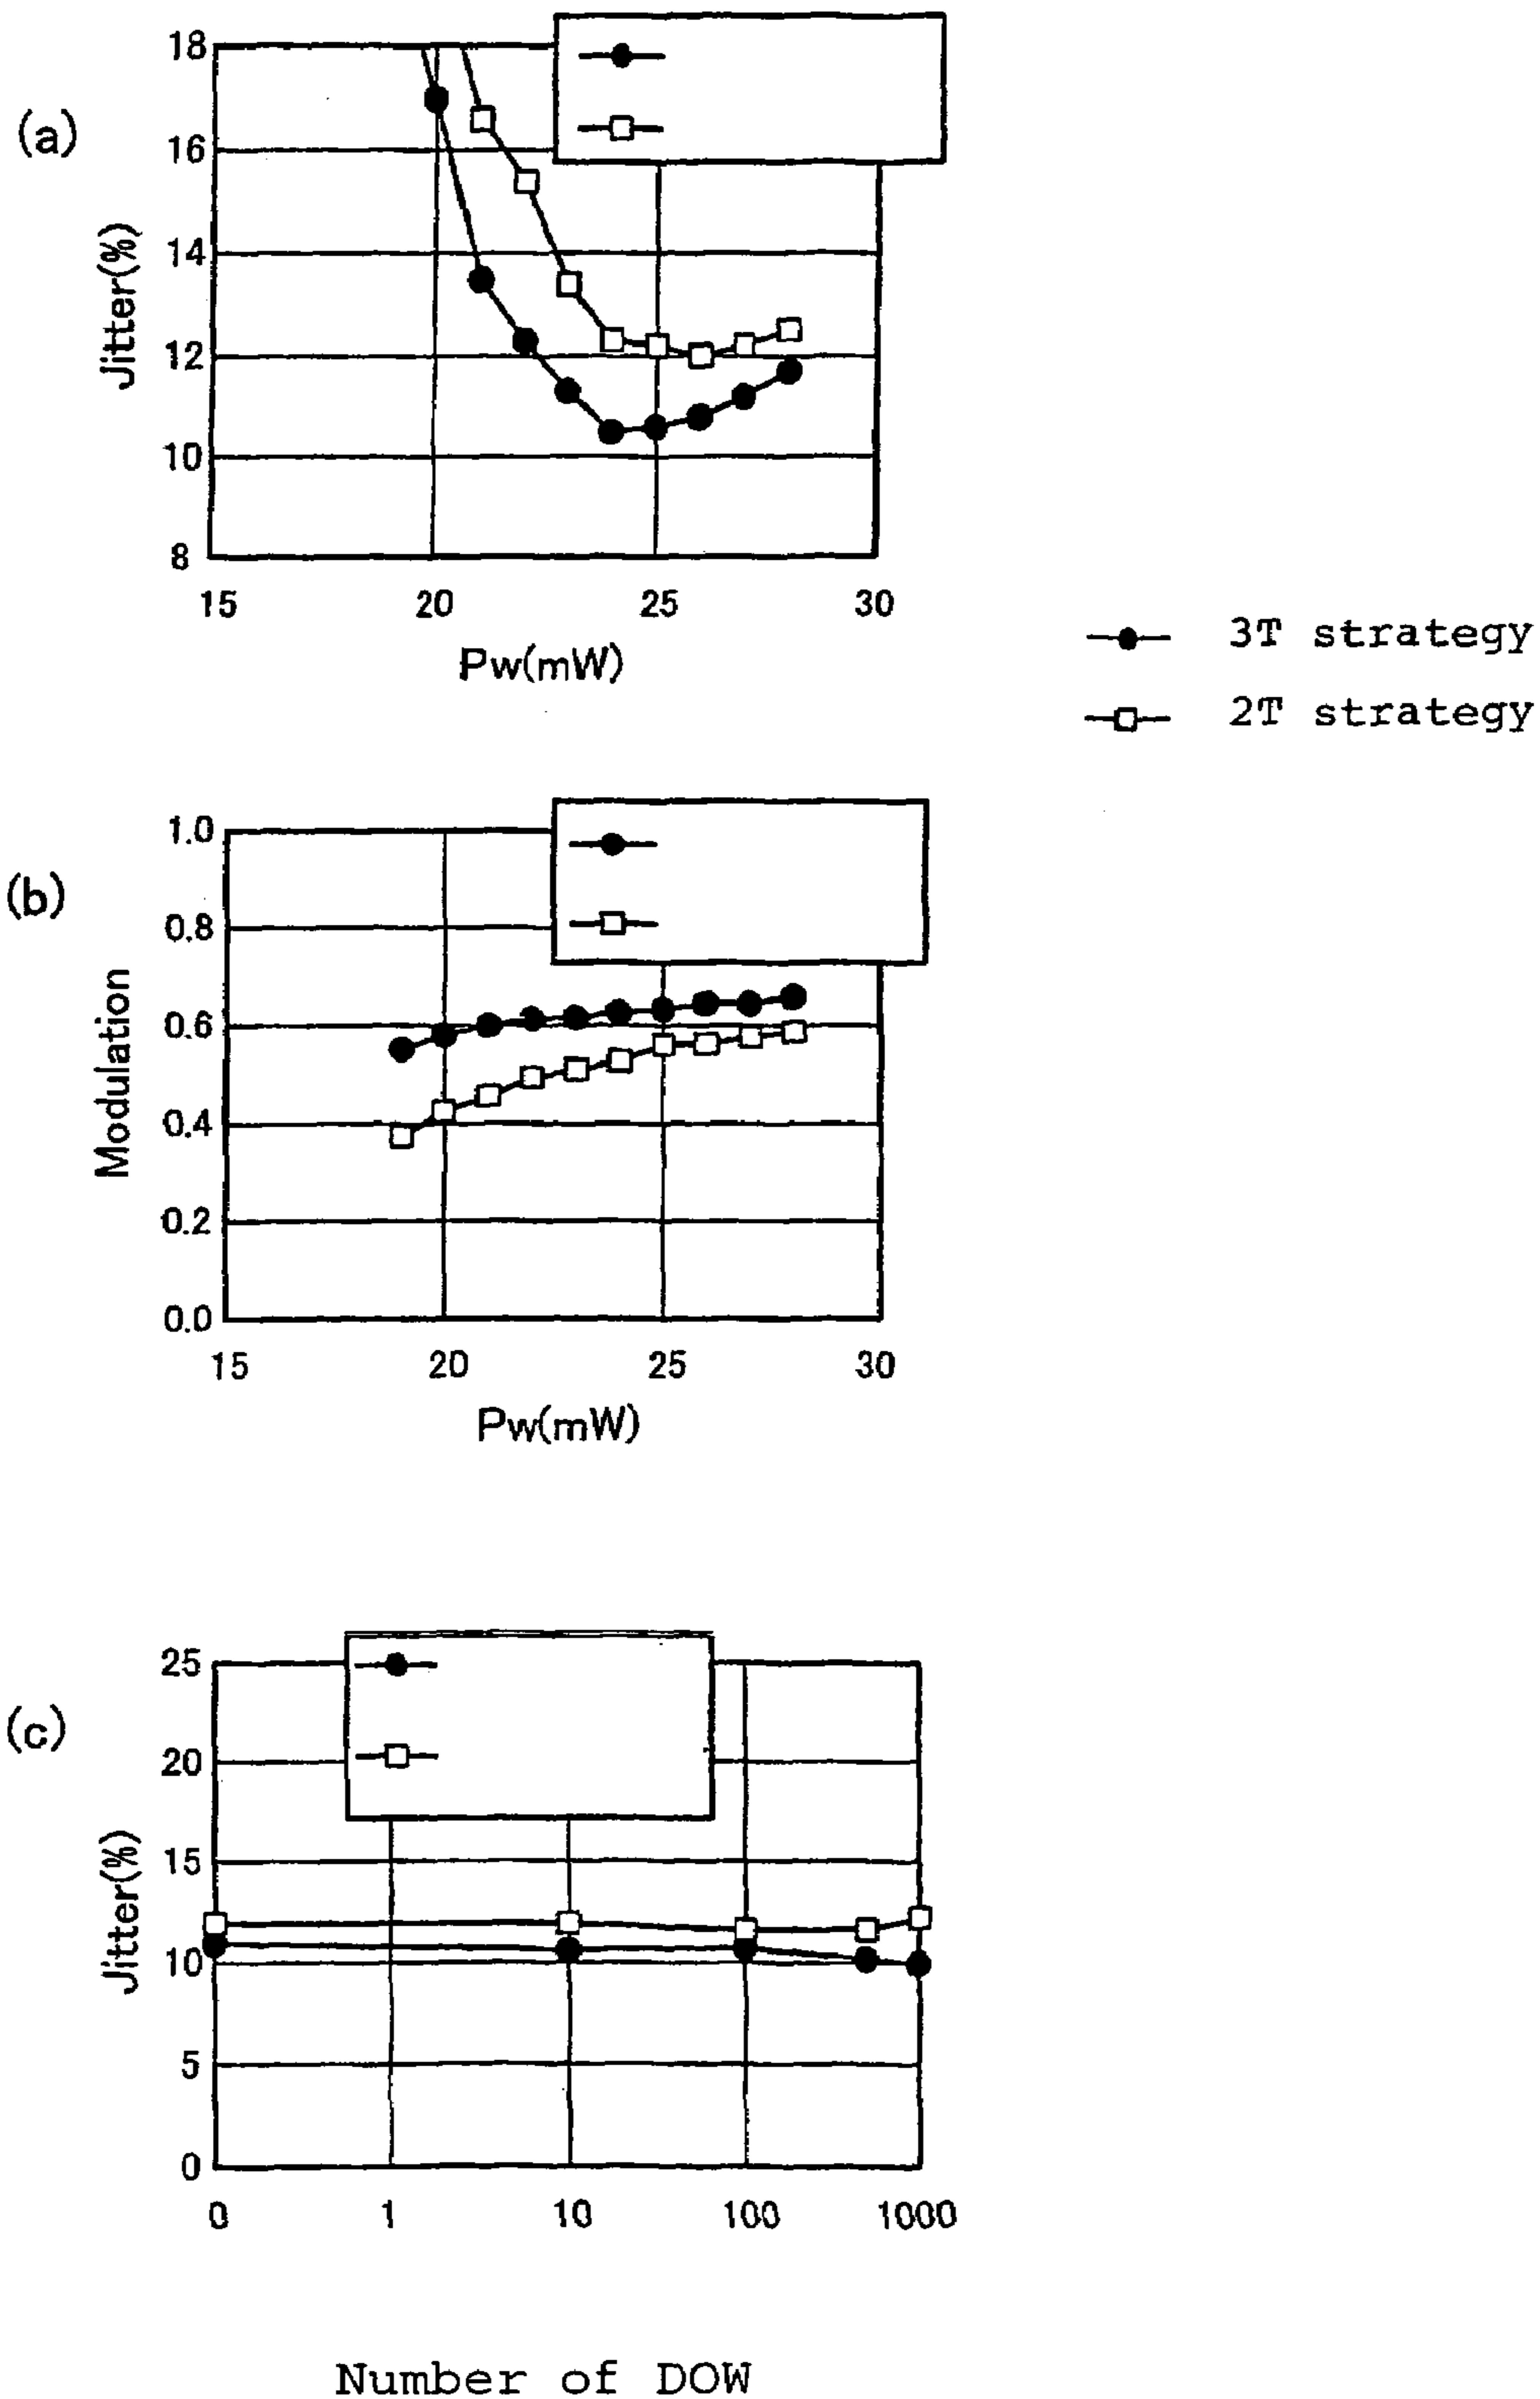 (a)
Jitter(%)
18
16
14
12
10
8
15 20 25 30
Pw(mW)
3T strategy
2T strategy
(b)
Modulation
1.0
0.8
0.6
0.4
0.2
0.0
15 20 25 30
Pw(mW)
(c)
Jitter(%)
25
20
15
10
5
0
0 1 10 100 1000
Number of DOW